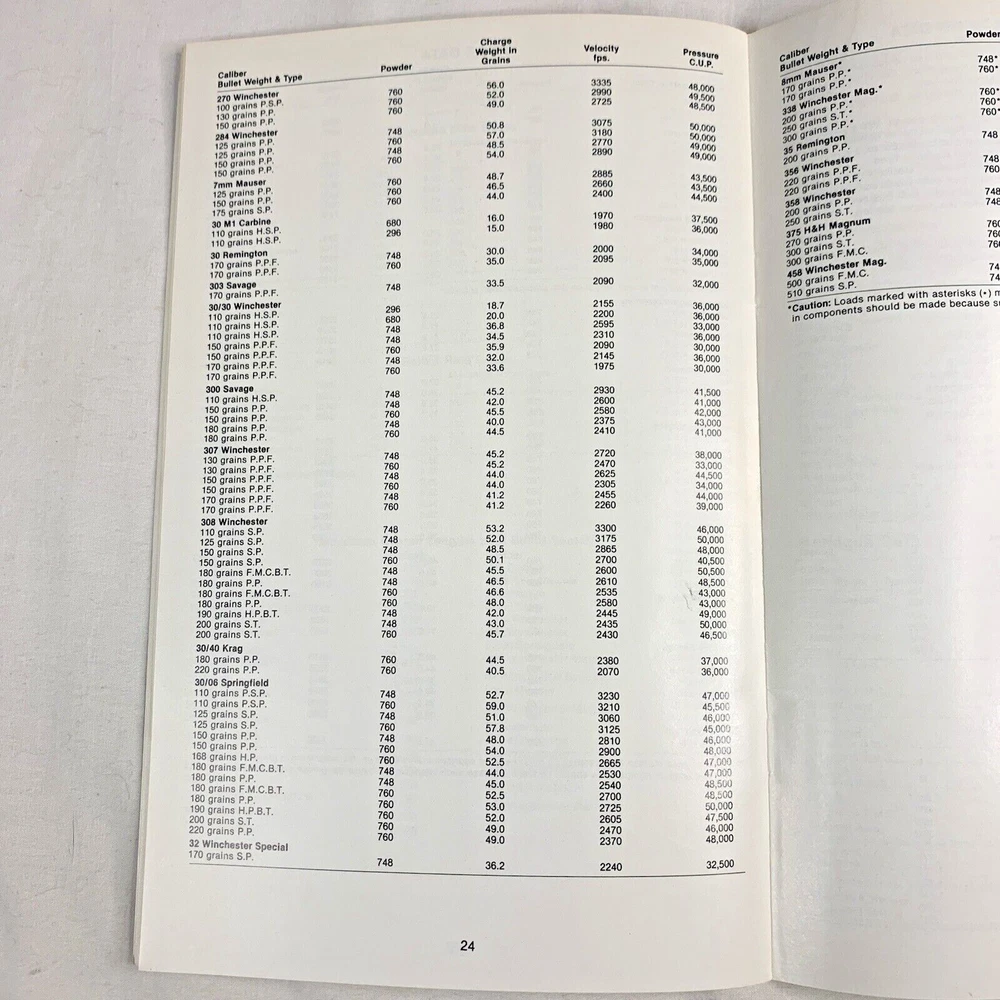 Caliber
Bullet Weight & Type Powder Charge Weight in Grains Velocity fps. Pressure C.U.P.
270 Winchester
100 grains P.S.P. 760 56.0 3335 48,000
130 grains P.P. 760 52.0 2990 49,500
150 grains P.P. 760 49.0 2725 48,500
284 Winchester
125 grains P.P. 748 50.8 3075 50,000
125 grains P.P. 760 57.0 3180 50,000
150 grains P.P. 748 48.5 2770 49,000
150 grains P.P. 760 54.0 2890 49,000
7mm Mauser
125 grains P.P. 760 48.7 2885 43,500
150 grains P.P. 760 46.5 2660 43,500
175 grains S.P. 760 44.0 2400 44,500
30 M1 Carbine
110 grains H.S.P. 680 16.0 1970 37,500
110 grains H.S.P. 296 15.0 1980 36,000
30 Remington
170 grains P.P.F. 748 30.0 2000 34,000
170 grains P.P.F. 760 35.0 2095 35,000
303 Savage
170 grains P.P.F. 748 33.5 2090 32,000
30/30 Winchester
110 grains H.S.P. 296 18.7 2155 36,000
110 grains H.S.P. 680 20.0 2200 36,000
110 grains H.S.P. 748 36.8 2595 33,000
150 grains P.P.F. 748 34.5 2310 36,000
150 grains P.P.F. 760 35.9 2090 30,000
170 grains P.P.F. 748 32.0 2145 36,000
170 grains P.P.F. 760 33.6 1975 30,000
300 Savage
110 grains H.S.P. 748 45.2 2930 41,500
150 grains P.P. 748 42.0 2600 41,000
150 grains P.P. 760 45.5 2580 42,000
180 grains P.P. 748 40.0 2375 43,000
180 grains P.P. 760 44.5 2410 41,000
307 Winchester
130 grains P.P.F. 748 45.2 2720 38,000
130 grains P.P.F. 760 45.2 2470 33,000
150 grains P.P.F. 748 44.0 2625 44,500
150 grains P.P.F. 760 44.0 2305 34,000
170 grains P.P.F. 748 41.2 2455 44,000
170 grains P.P.F. 760 41.2 2260 39,000
308 Winchester
110 grains S.P. 748 53.2 3300 46,000
125 grains S.P. 748 52.0 3175 50,000
150 grains S.P. 748 48.5 2865 48,000
150 grains S.P. 760 50.1 2700 40,500
180 grains F.M.C.B.T. 748 45.5 2600 50,500
180 grains P.P. 748 46.5 2610 48,500
180 grains F.M.C.B.T. 760 46.6 2535 43,000
180 grains P.P. 760 48.0 2580 43,000
190 grains H.P.B.T. 748 42.0 2445 49,000
200 grains S.T. 748 43.0 2435 50,000
200 grains S.T. 760 45.7 2430 46,500
30/40 Krag
180 grains P.P. 760 44.5 2380 37,000
220 grains P.P. 760 40.5 2070 36,000
30/06 Springfield
110 grains P.S.P. 748 52.7 3230 47,000
110 grains P.S.P. 760 59.0 3210 45,500
125 grains S.P. 748 51.0 3060 46,000
125 grains S.P. 760 57.8 3125 45,000
150 grains P.P. 748 48.0 2810 46,000
150 grains P.P. 760 54.0 2900 48,000
168 grains H.P. 760 52.5 2665 47,000
180 grains F.M.C.B.T. 748 44.0 2530 47,000
180 grains P.P. 748 45.0 2540 48,500
180 grains F.M.C.B.T. 760 52.5 2700 48,500
180 grains P.P. 760 53.0 2725 50,000
190 grains H.P.B.T. 760 52.0 2605 47,500
200 grains S.T. 760 49.0 2470 46,000
220 grains P.P. 760 49.0 2370 48,000
32 Winchester Special
170 grains S.P. 748 36.2 2240 32,500
24
Caliber
Bullet Weight & Type Powder
8mm Mauser*
170 grains P.P.* 748*
170 grains P.P.* 760*
338 Winchester Mag.*
200 grains P.P.* 760*
250 grains S.T.* 760*
300 grains P.P.* 760*
35 Remington
200 grains P.P. 748
356 Winchester
220 grains P.P.F. 748
220 grains P.P.F. 760
358 Winchester
200 grains P.P. 748
250 grains S.T. 748
375 H&H Magnum
270 grains P.P. 760
300 grains S.T. 760
300 grains F.M.C. 760
458 Winchester Mag.
500 grains F.M.C. 74
510 grains S.P. 74
*Caution: Loads marked with asterisks (*) m
in components should be made because su